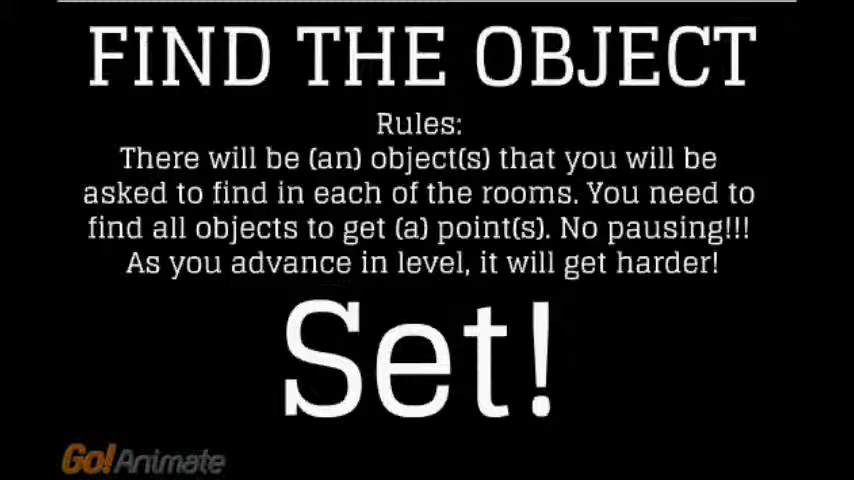 FIND THE OBJECT
Rules:
There will be (an) object(s) that you will be
asked to find in each of the rooms. You need to
find all objects to get (a) point(s). No pausing!!!
As you advance in level, it will get harder!
Set!
Go!Animate